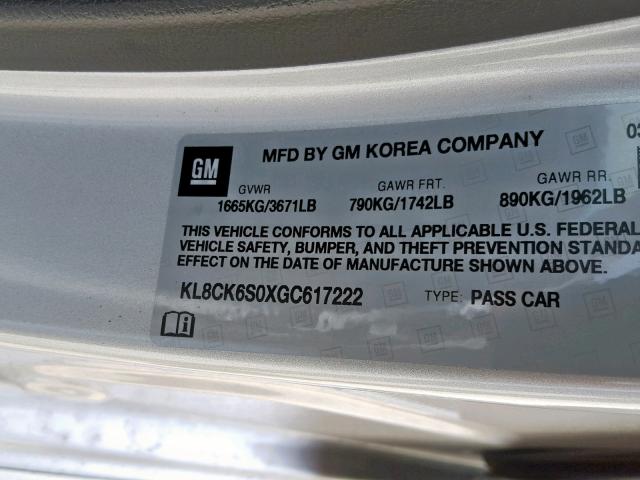 GM
MFD BY GM KOREA COMPANY
03
GVWR GAWR FRT. GAWR RR.
1665KG/3671LB 790KG/1742LB 890KG/1962LB
THIS VEHICLE CONFORMS TO ALL APPLICABLE U.S. FEDERAL
VEHICLE SAFETY, BUMPER, AND THEFT PREVENTION STANDA
EFFECT ON THE DATE OF MANUFACTURE SHOWN ABOVE.
KL8CK6S0XGC617222 TYPE: PASS CAR